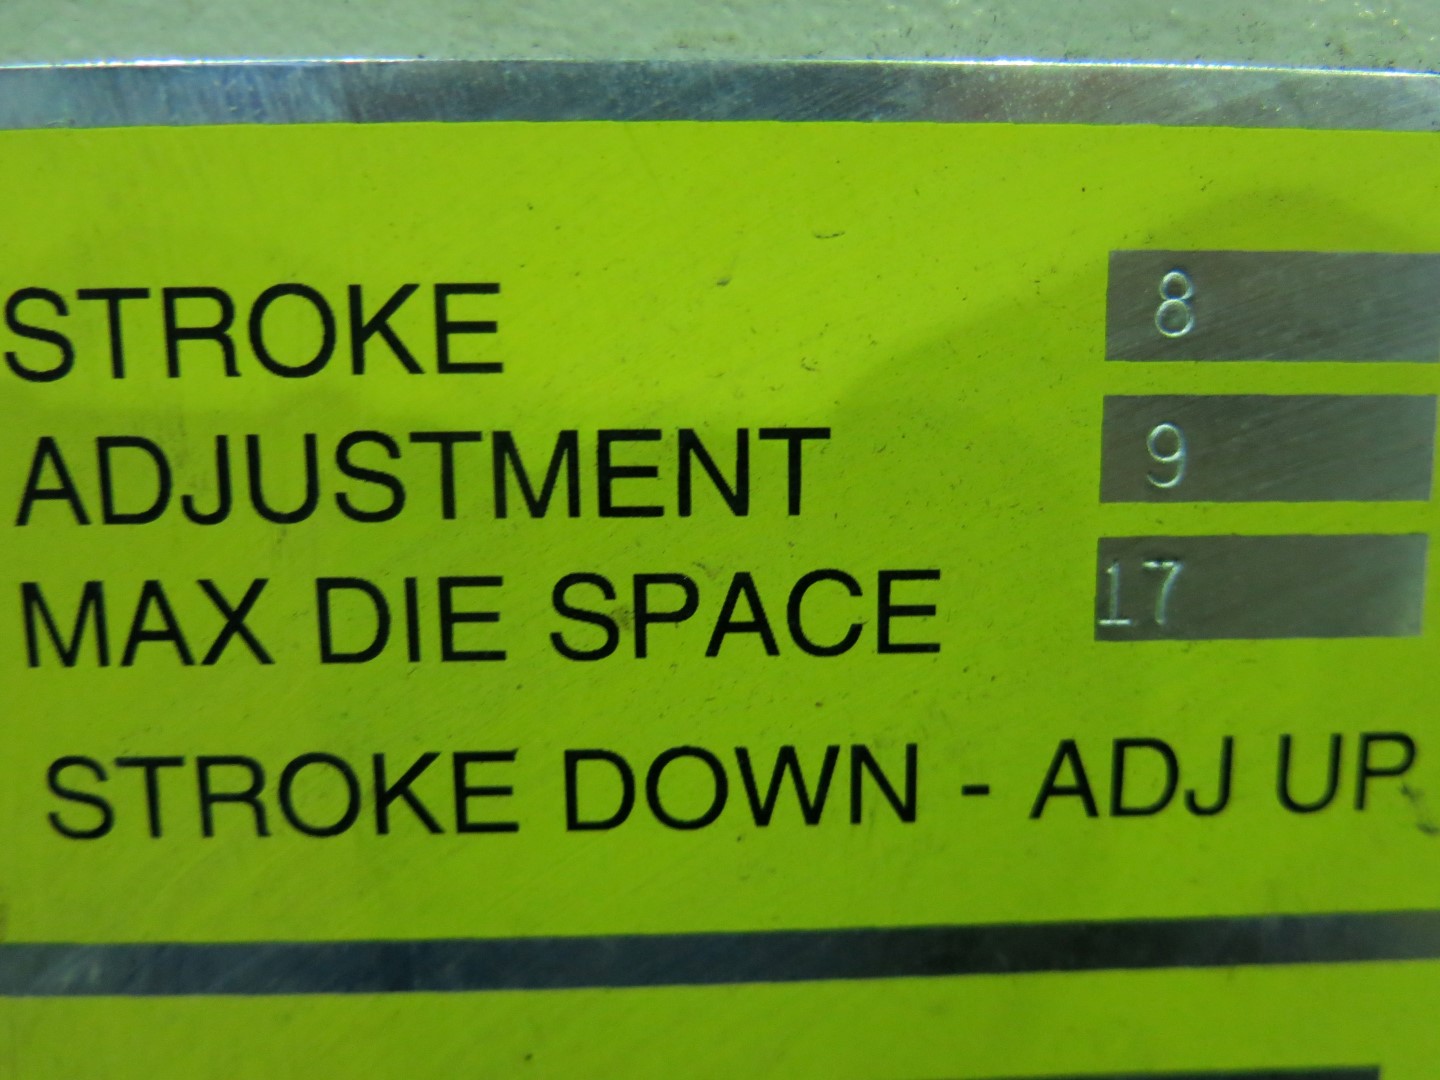 STROKE 8
ADJUSTMENT 9
MAX DIE SPACE 17
STROKE DOWN - ADJ UP